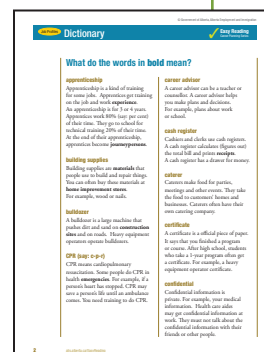 © Government of Alberta, Alberta Employment and Immigration
Job Profiles Dictionary
Easy Reading
What do the words in bold mean?
apprenticeship
Apprenticeship is a kind of training
for some jobs. Apprentices get training
on the job and work experience.
An apprenticeship is for 3 or 4 years.
Apprentices work 80% (say: per cent)
of their time. They go to school for
technical training 20% of their time.
At the end of their apprenticeship,
apprentices become journeypersons.
building supplies
Building supplies are materials that
people use to build and repair things.
You can often buy these materials at
home improvement stores.
For example, wood or nails.
bulldozer
A bulldozer is a large machine that
pushes dirt and sand on construction
sites and on roads. Heavy equipment
operators operate bulldozers.
CPR (say: c-p-r)
CPR means cardiopulmonary
resuscitation. Some people do CPR in
health emergencies. For example, if a
person's heart has stopped. CPR may
save a person's life until an ambulance
comes. You need training to do CPR.
career advisor
A career advisor can be a teacher or
counsellor. A career advisor helps
you make plans and decisions.
For example, plans about work
or school.
cash register
Cashiers and clerks use cash registers.
A cash register calculates (figures out)
the total bill and prints receipts.
A cash register has a drawer for money.
caterer
Caterers make food for parties,
meetings and other events. They take
the food to customers' homes and
businesses. Caterers often have their
own catering company.
certificate
A certificate is a official piece of paper.
It says that you finished a program
or course. After high school, students
who take a 1-year program often get
a certificate. For example, a heavy
equipment operator certificate.
confidential
Confidential information is
private. For example, your medical
information. Health care aides
may get confidential information at
work. They must not talk about the
confidential information with their
friends or other people.
2